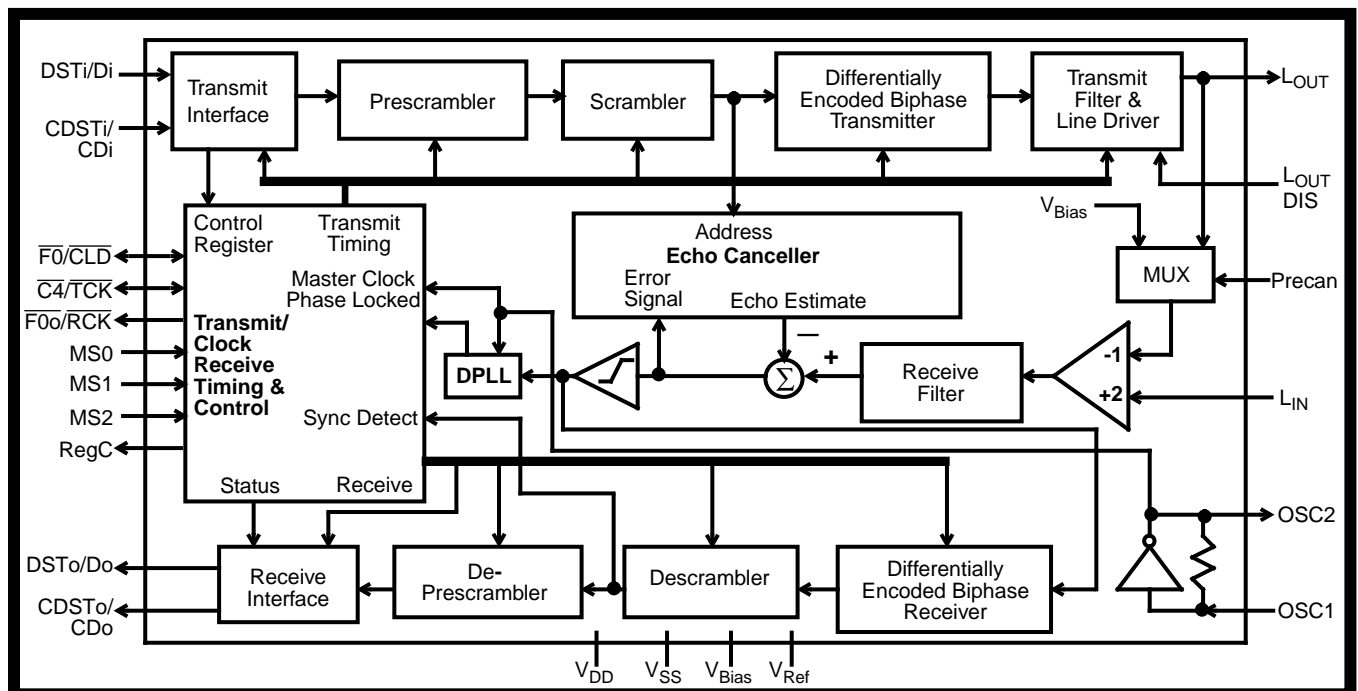 DSTi/Di
CDSTi/
CDi
Transmit
Interface
Prescrambler
Scrambler
Differentially
Encoded Biphase
Transmitter
Transmit
Filter &
Line Driver
LOUT
LOUT
DIS
VBias
MUX
Precan
Address
Echo Canceller
Error
Signal
Echo Estimate
Control
Register
Transmit
Timing
Master Clock
Phase Locked
Transmit/
Clock
Receive
Timing &
Control
Sync Detect
Status
Receive
F0/CLD
C4/TCK
F0o/RCK
MS0
MS1
MS2
RegC
DPLL
Σ
–
+
Receive
Filter
-1
+2
LIN
OSC2
OSC1
DSTo/Do
CDSTo/
CDo
Receive
Interface
De-
Prescrambler
Descrambler
Differentially
Encoded Biphase
Receiver
VDD
VSS
VBias
VRef